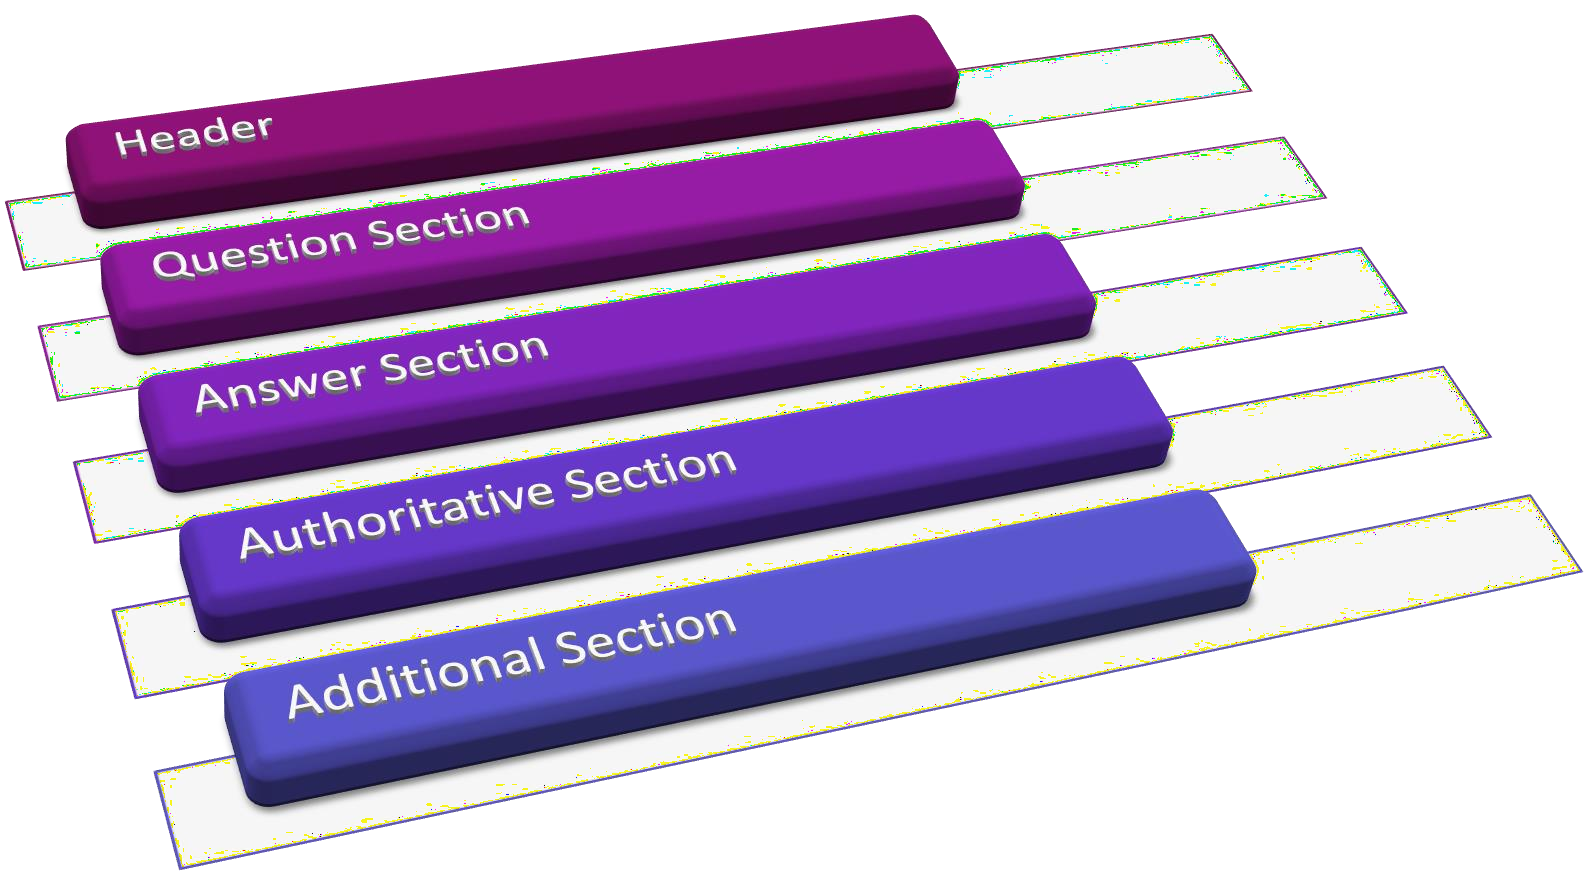 Header
Question Section
Answer Section
Authoritative Section
Additional Section